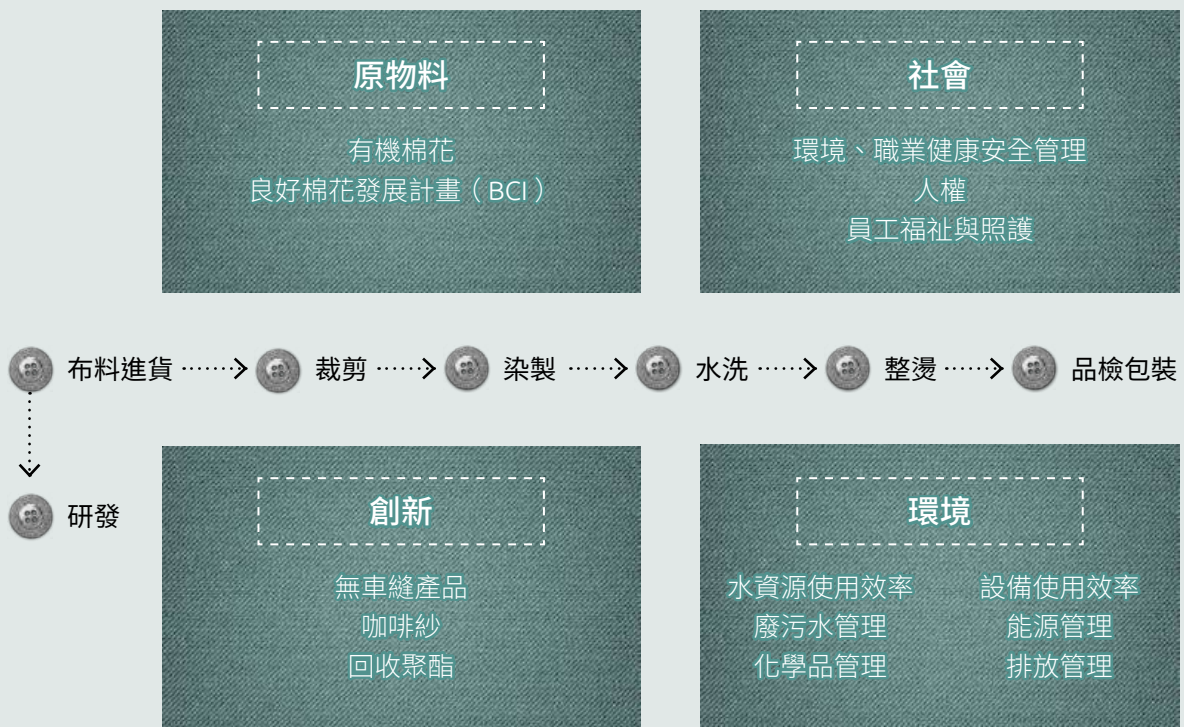 原物料
有機棉花
良好棉花發展計畫（BCI）
社會
環境、職業健康安全管理
人權
員工福祉與照護
布料進貨
裁剪
染製
水洗
整燙
品檢包裝
研發
創新
無車縫產品
咖啡紗
回收聚酯
環境
水資源使用效率
廢污水管理
化學品管理
設備使用效率
能源管理
排放管理